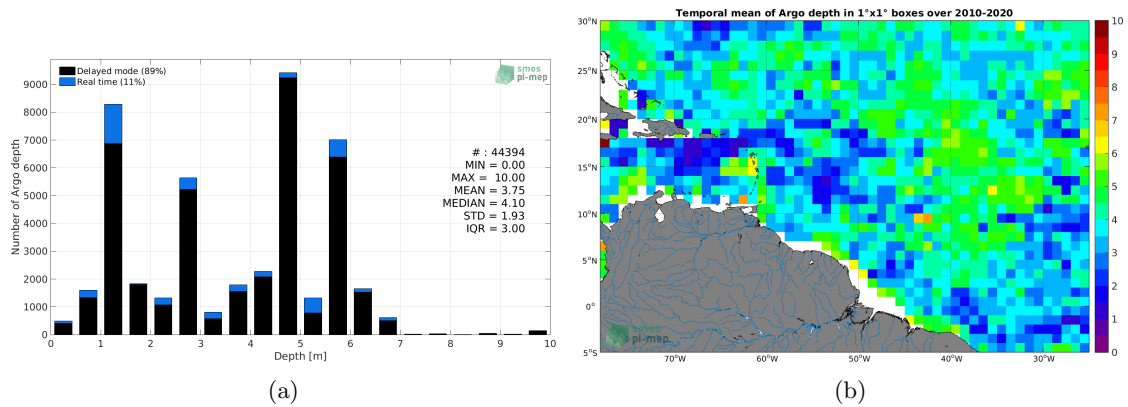 Temporal mean of Argo depth in 1°x1° boxes over 2010-2020
Delayed mode (89%)
Real time (11%)
smos
pi-mep
# : 44394
MIN = 0.00
MAX = 10.00
MEAN = 3.75
MEDIAN = 4.10
STD = 1.93
IQR = 3.00
Number of Argo depth
9000
8000
7000
6000
5000
4000
3000
2000
1000
0
0 1 2 3 4 5 6 7 8 9 10
Depth [m]
(a)
30°N
25°N
20°N
15°N
10°N
5°N
0°
5°S
70°W 60°W 50°W 40°W 30°W
smos
pi-mep
10
9
8
7
6
5
4
3
2
1
0
(b)